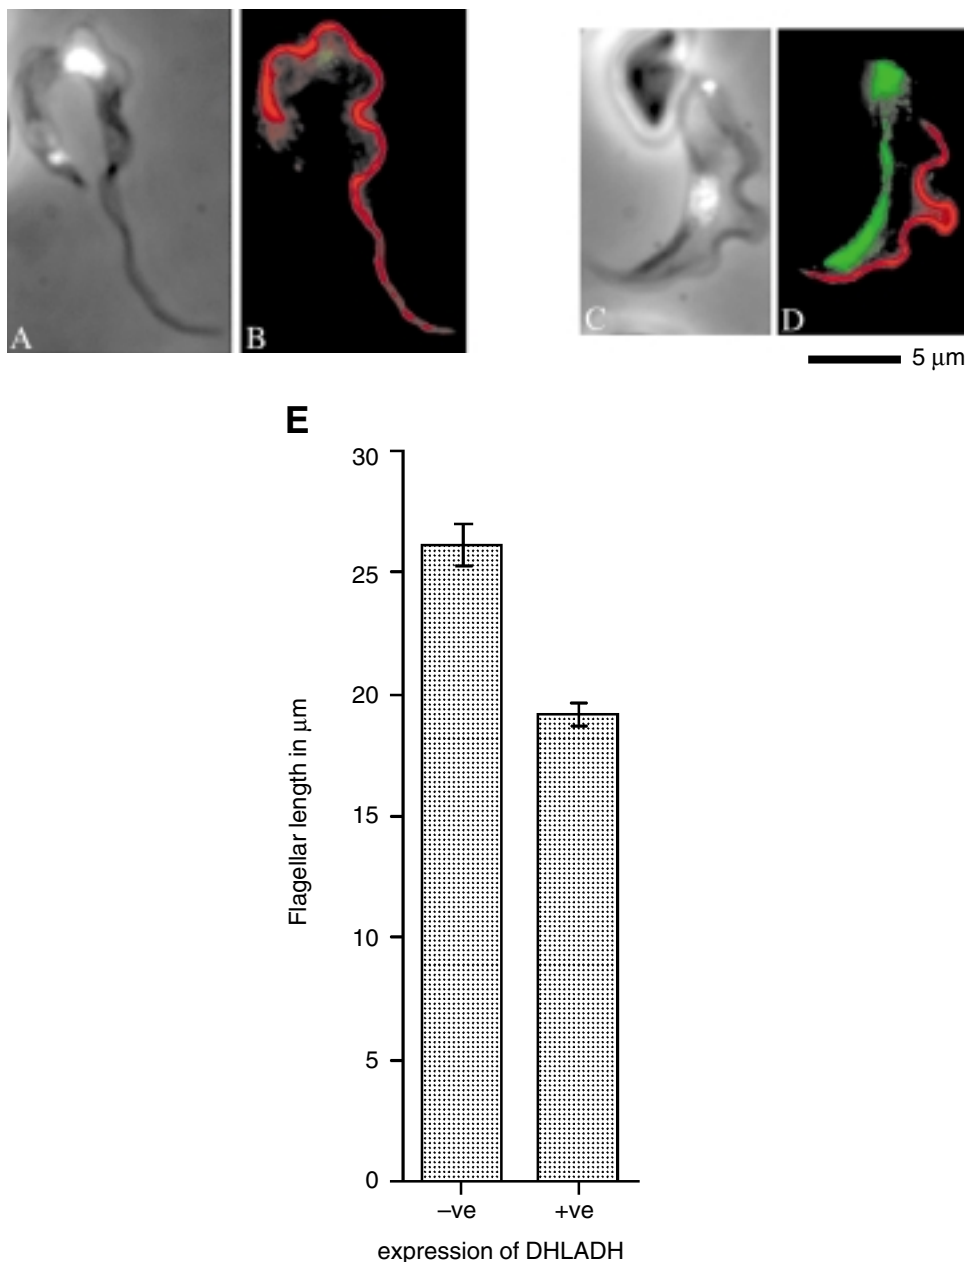 A
B
C
D
5 μm
E
30
25
20
15
10
5
0
Flagellar length in μm
–ve
+ve
expression of DHLADH